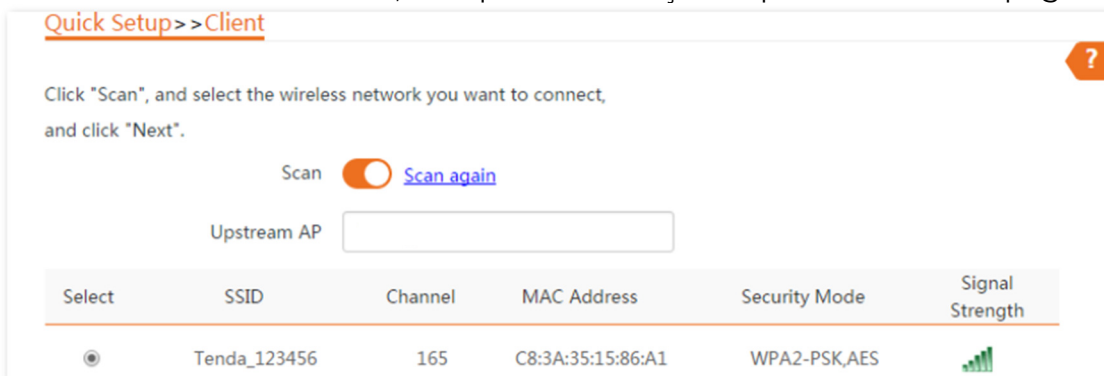 Quick Setup>>Client
?
Click "Scan", and select the wireless network you want to connect,
and click "Next".
Scan Scan again
Upstream AP
Select SSID Channel MAC Address Security Mode Signal Strength
Tenda_123456 165 C8:3A:35:15:86:A1 WPA2-PSK,AES